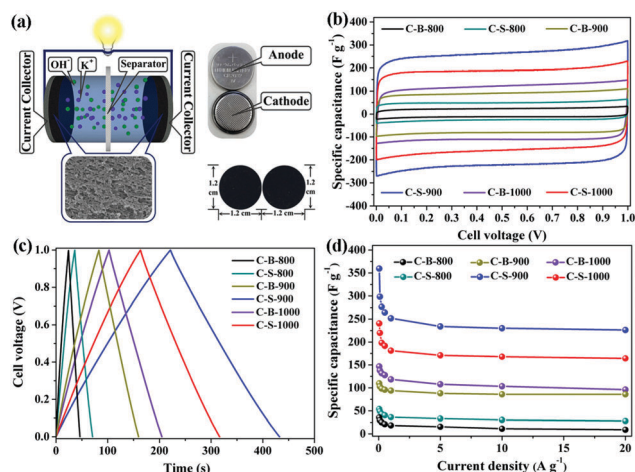 (a)
OH⁻
K⁺
Separator
Current Collector
Current Collector
Anode
Cathode
1.2 cm
1.2 cm
1.2 cm
1.2 cm
(b)
C-B-800
C-S-800
C-B-900
C-S-900
C-B-1000
C-S-1000
Specific capacitance (F g⁻¹)
400
300
200
100
0
-100
-200
-300
-400
0.0 0.1 0.2 0.3 0.4 0.5 0.6 0.7 0.8 0.9 1.0
Cell voltage (V)
(c)
C-B-800
C-S-800
C-B-900
C-S-900
C-B-1000
C-S-1000
Cell voltage (V)
1.0
0.8
0.6
0.4
0.2
0.0
0 100 200 300 400 500
Time (s)
(d)
C-B-800
C-B-900
C-B-1000
C-S-800
C-S-900
C-S-1000
Specific capacitance (F g⁻¹)
400
350
300
250
200
150
100
50
0
0 5 10 15 20
Current density (A g⁻¹)